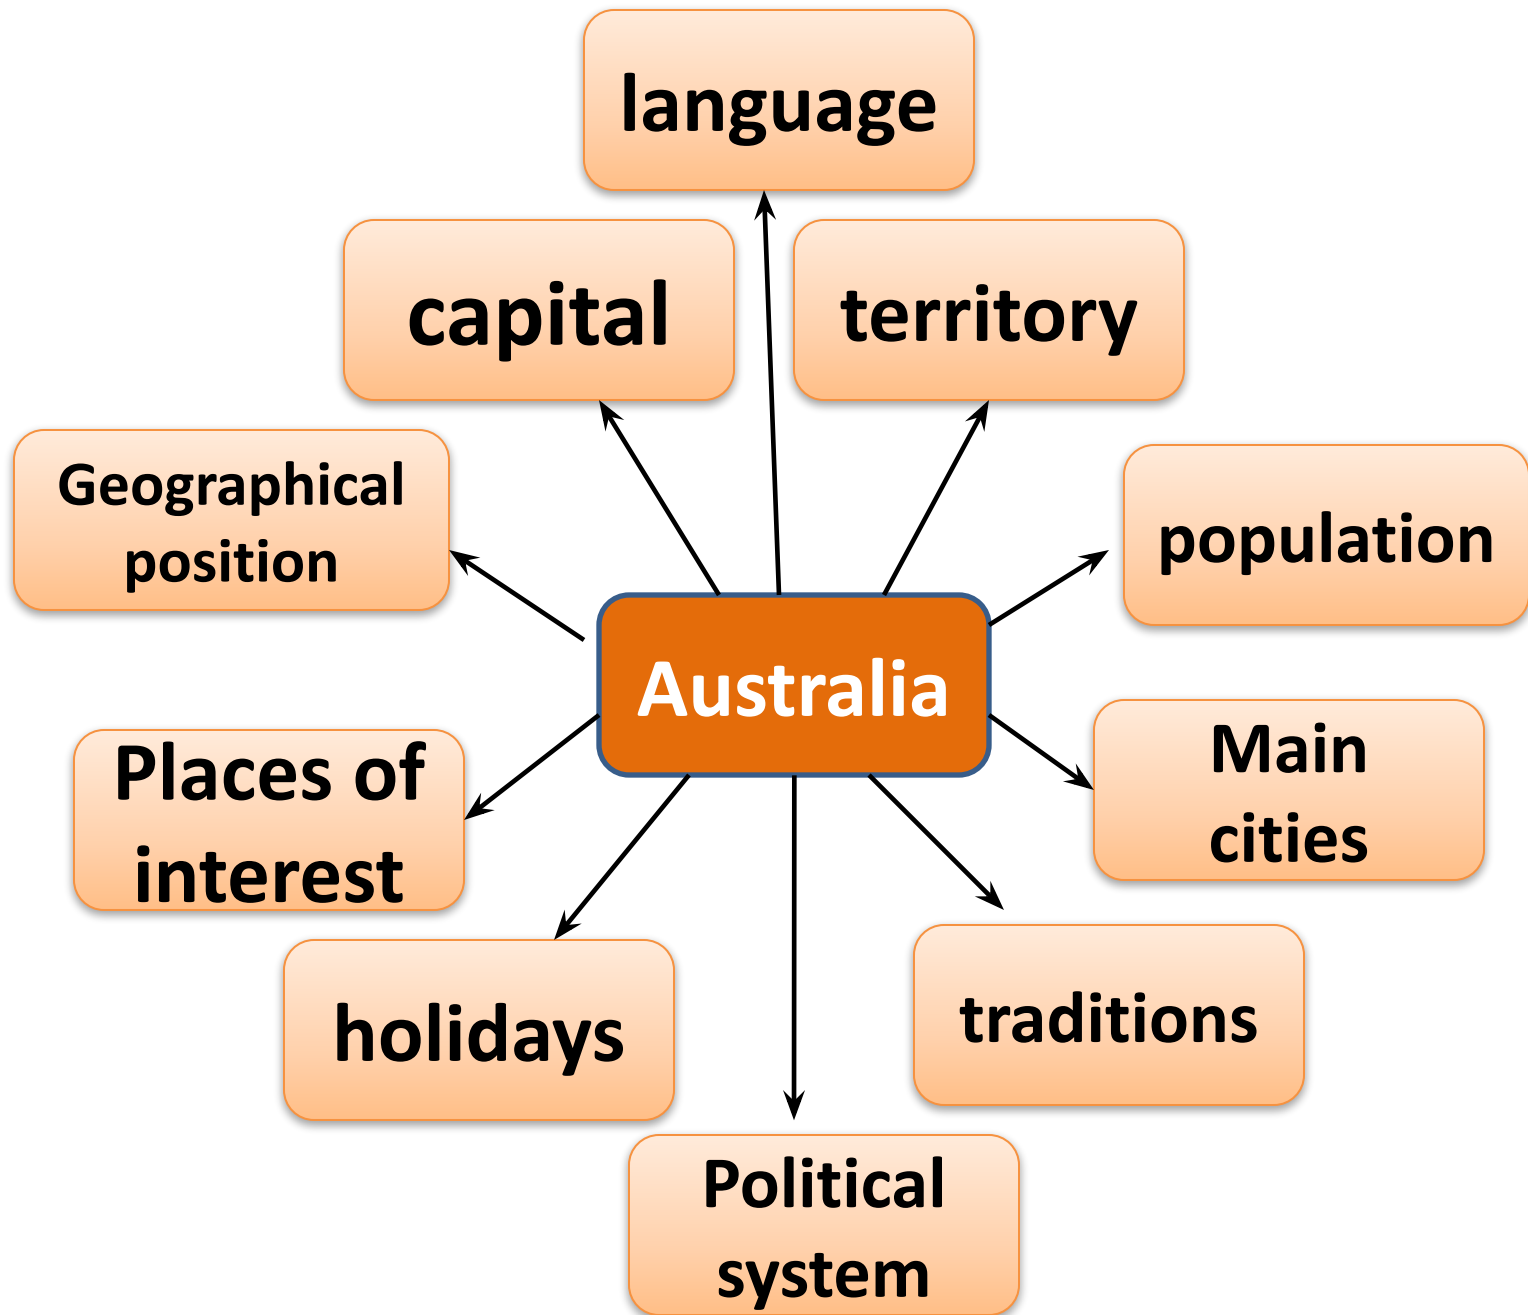 language
capital
territory
Geographical
position
population
Australia
Places of
interest
Main
cities
holidays
traditions
Political
system